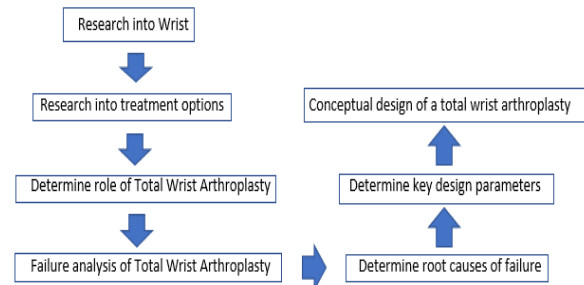 Research into Wrist
Research into treatment options
Determine role of Total Wrist Arthroplasty
Failure analysis of Total Wrist Arthroplasty
Determine root causes of failure
Determine key design parameters
Conceptual design of a total wrist arthroplasty